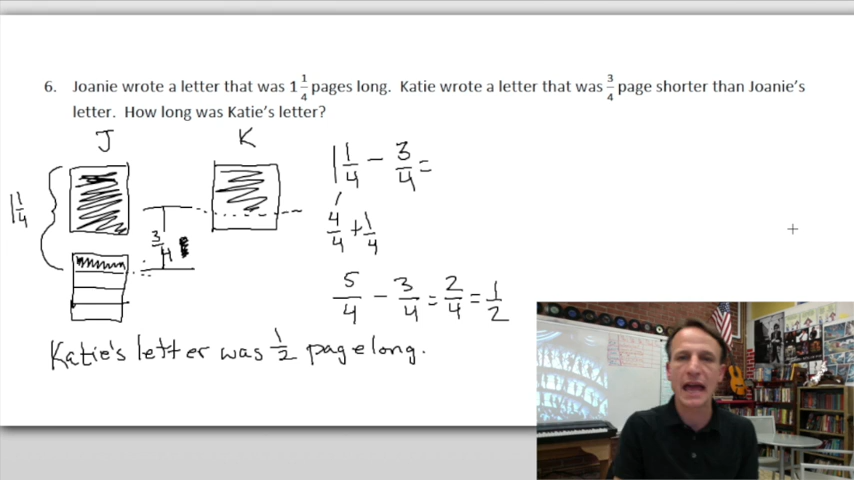 6. Joanie wrote a letter that was 1 1/4 pages long. Katie wrote a letter that was 3/4 page shorter than Joanie's
letter. How long was Katie's letter?
J K
1 1/4
3/4
1 1/4 - 3/4 =
4/4 + 1/4
5/4 - 3/4 = 2/4 = 1/2
Katie's letter was 1/2 page long.